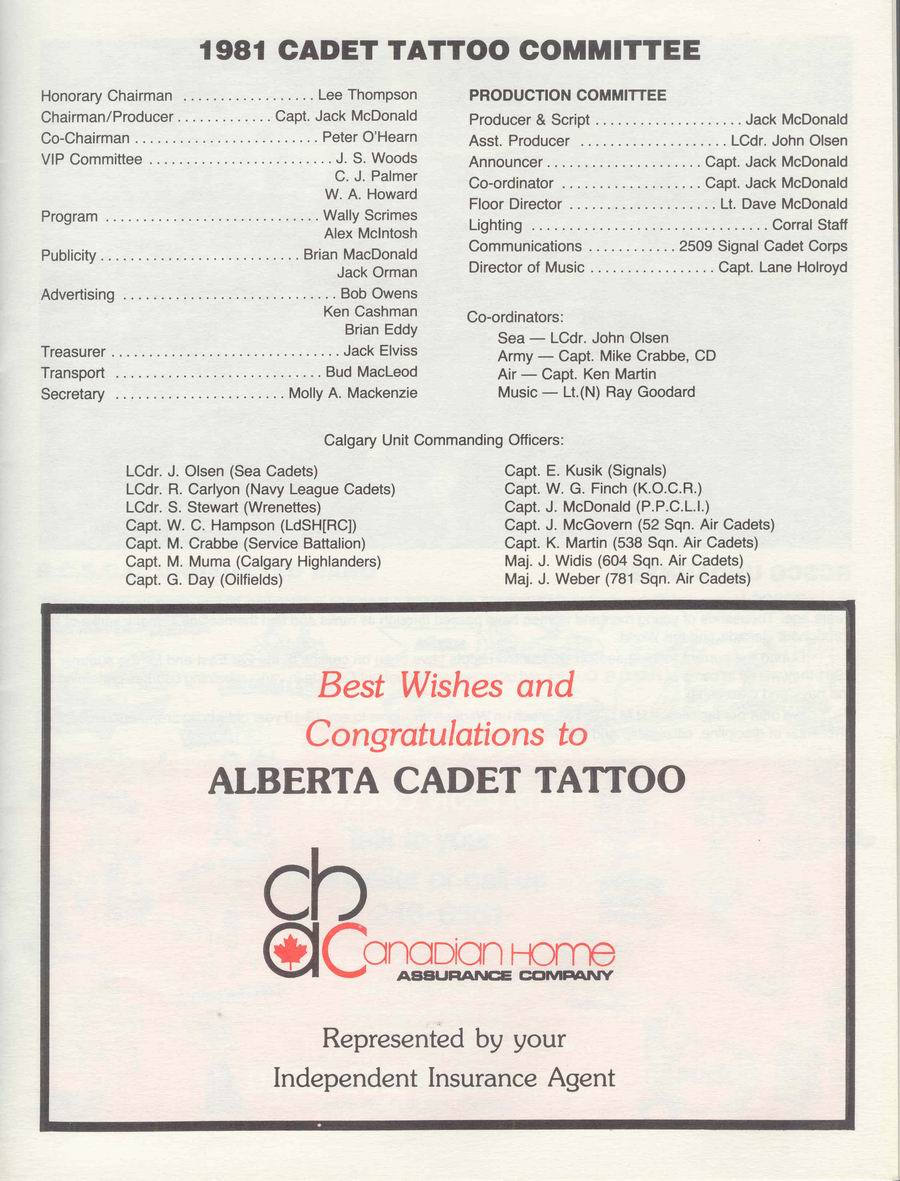 1981 CADET TATTOO COMMITTEE
Honorary Chairman .................. Lee Thompson
Chairman/Producer ............. Capt. Jack McDonald
Co-Chairman ......................... Peter O'Hearn
VIP Committee ......................... J. S. Woods
C. J. Palmer
W. A. Howard
Program ............................. Wally Scrimes
Alex McIntosh
Publicity ........................... Brian MacDonald
Jack Orman
Advertising ............................. Bob Owens
Ken Cashman
Brian Eddy
Treasurer ............................... Jack Elviss
Transport ............................ Bud MacLeod
Secretary ....................... Molly A. Mackenzie
PRODUCTION COMMITTEE
Producer & Script .................... Jack McDonald
Asst. Producer .................... LCdr. John Olsen
Announcer ..................... Capt. Jack McDonald
Co-ordinator ................... Capt. Jack McDonald
Floor Director .................... Lt. Dave McDonald
Lighting ................................ Corral Staff
Communications ............ 2509 Signal Cadet Corps
Director of Music ................. Capt. Lane Holroyd
Co-ordinators:
Sea — LCdr. John Olsen
Army — Capt. Mike Crabbe, CD
Air — Capt. Ken Martin
Music — Lt.(N) Ray Goodard
Calgary Unit Commanding Officers:
LCdr. J. Olsen (Sea Cadets)
LCdr. R. Carlyon (Navy League Cadets)
LCdr. S. Stewart (Wrenettes)
Capt. W. C. Hampson (LdSH[RC])
Capt. M. Crabbe (Service Battalion)
Capt. M. Muma (Calgary Highlanders)
Capt. G. Day (Oilfields)
Capt. E. Kusik (Signals)
Capt. W. G. Finch (K.O.C.R.)
Capt. J. McDonald (P.P.C.L.I.)
Capt. J. McGovern (52 Sqn. Air Cadets)
Capt. K. Martin (538 Sqn. Air Cadets)
Maj. J. Widis (604 Sqn. Air Cadets)
Maj. J. Weber (781 Sqn. Air Cadets)
Best Wishes and
Congratulations to
ALBERTA CADET TATTOO
ch
a Canadian Home
ASSURANCE COMPANY
Represented by your
Independent Insurance Agent